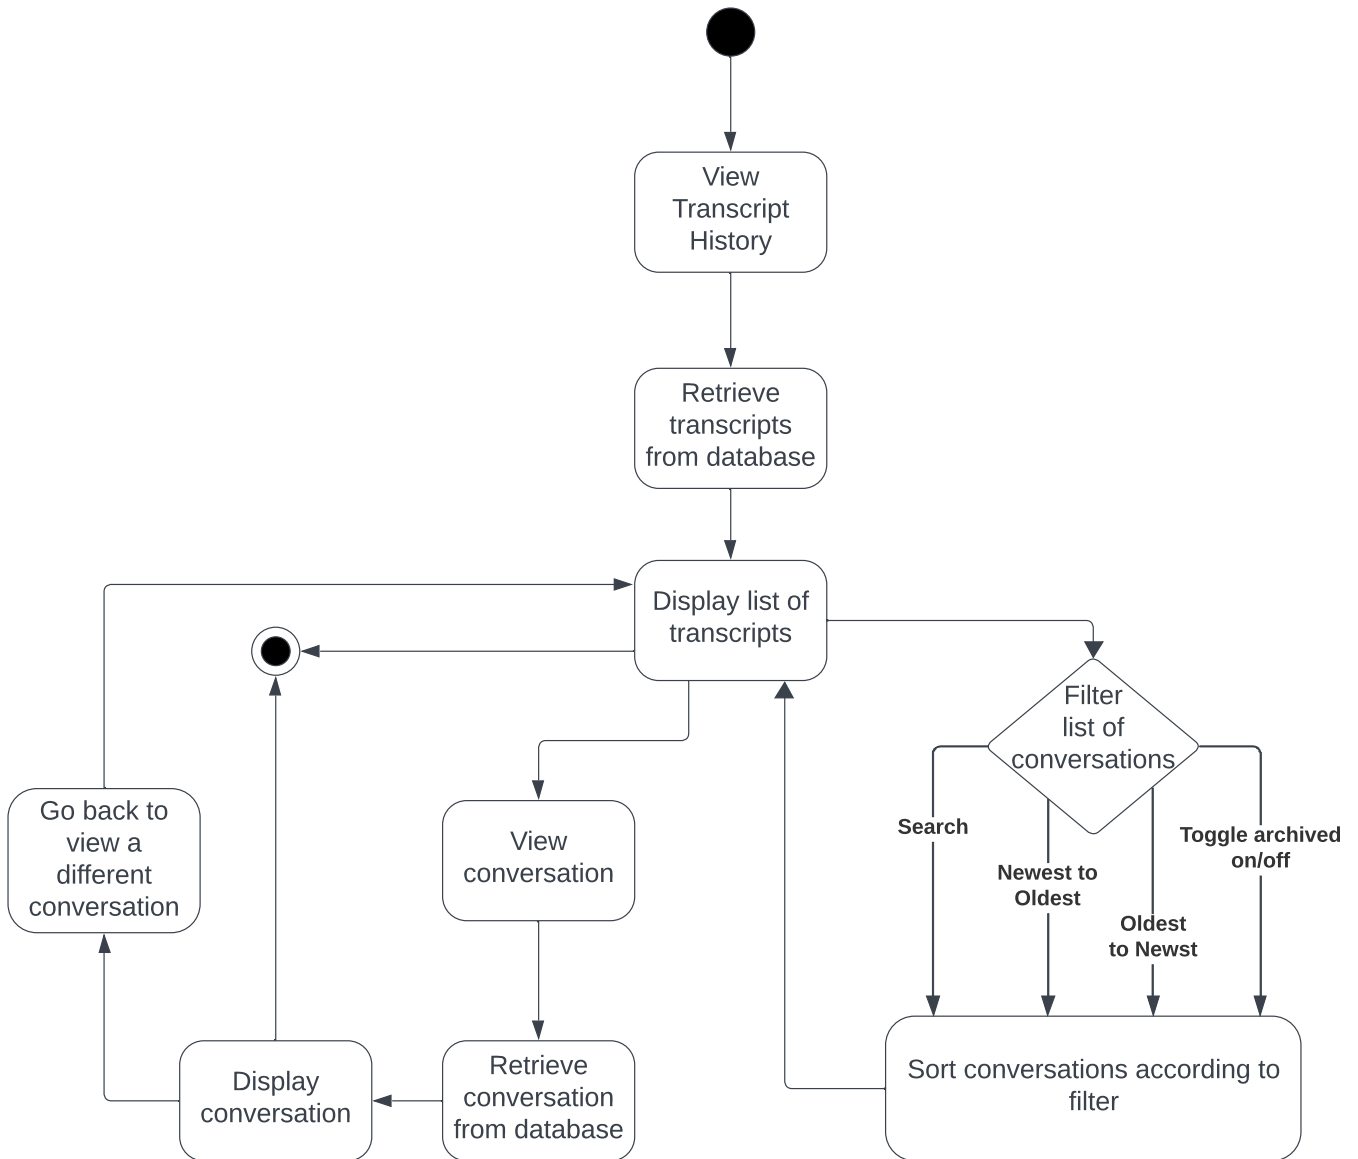 View
Transcript
History
Retrieve
transcripts
from database
Display list of
transcripts
Filter
list of
conversations
Go back to
view a
different
conversation
View
conversation
Search
Newest to
Oldest
Oldest
to Newst
Toggle archived
on/off
Display
conversation
Retrieve
conversation
from database
Sort conversations according to
filter